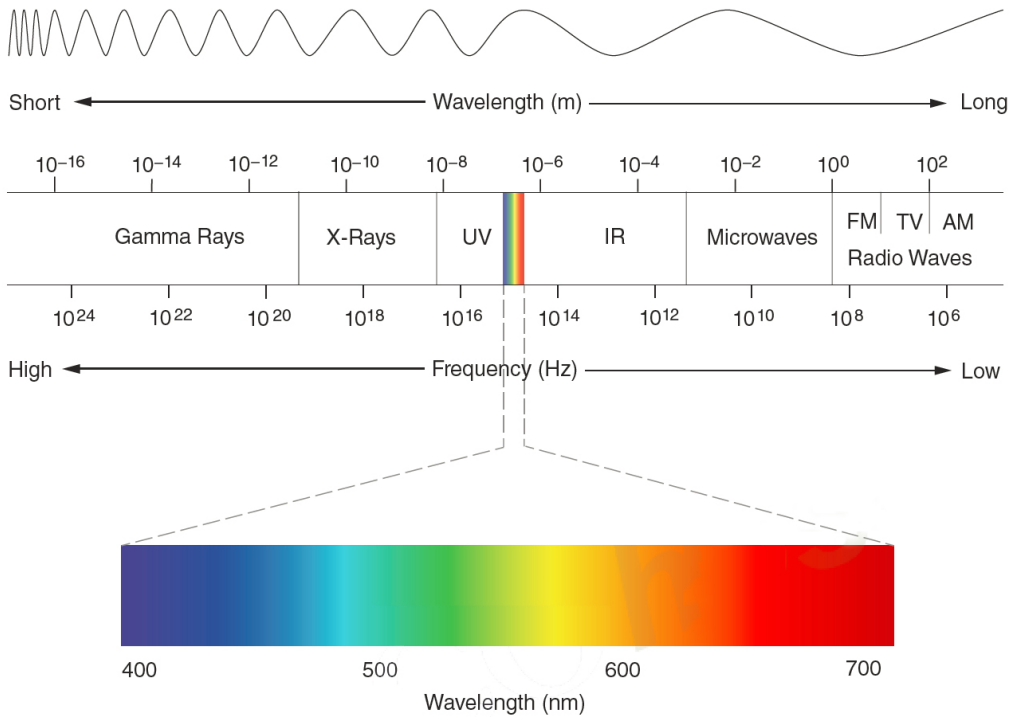 Short Wavelength (m) Long
10⁻¹⁶ 10⁻¹⁴ 10⁻¹² 10⁻¹⁰ 10⁻⁸ 10⁻⁶ 10⁻⁴ 10⁻² 10⁰ 10²
Gamma Rays X-Rays UV IR Microwaves FM TV AM
Radio Waves
10²⁴ 10²² 10²⁰ 10¹⁸ 10¹⁶ 10¹⁴ 10¹² 10¹⁰ 10⁸ 10⁶
High Frequency (Hz) Low
400 500 600 700
Wavelength (nm)